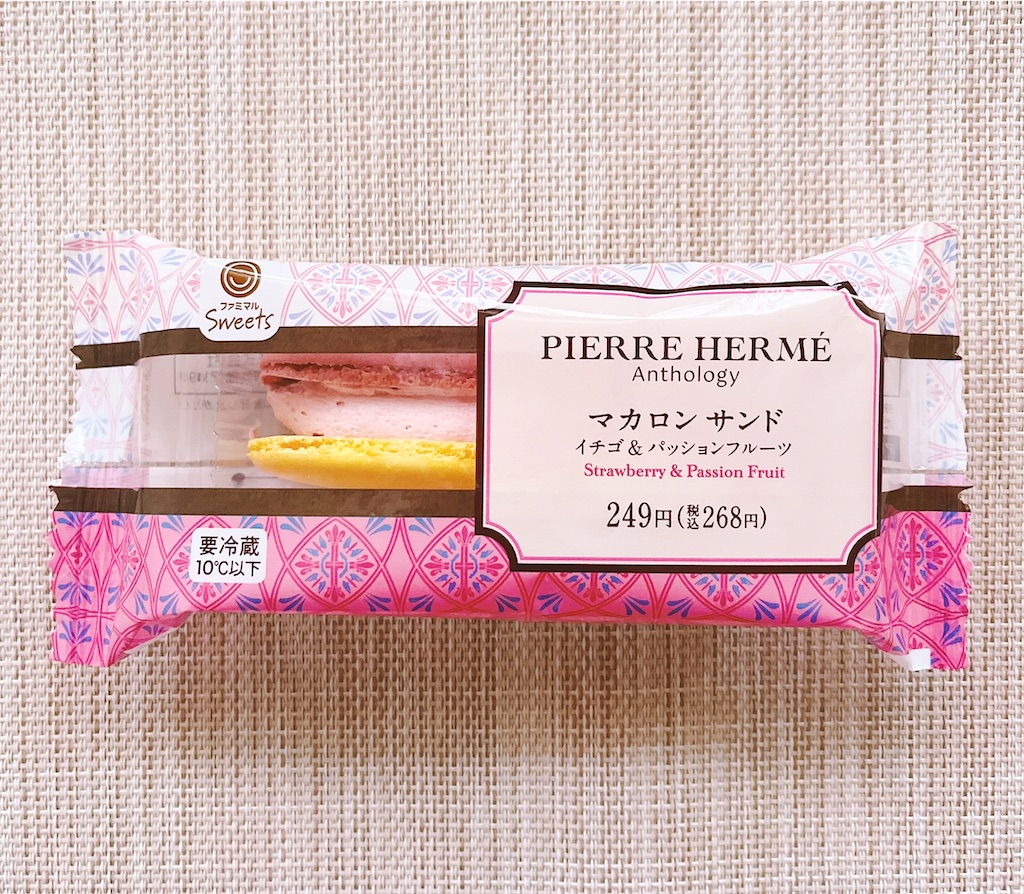 ファミマル
Sweets
PIERRE HERMÉ
Anthology
マカロン サンド
イチゴ & パッションフルーツ
Strawberry & Passion Fruit
249円(税込268円)
要冷蔵
10℃以下